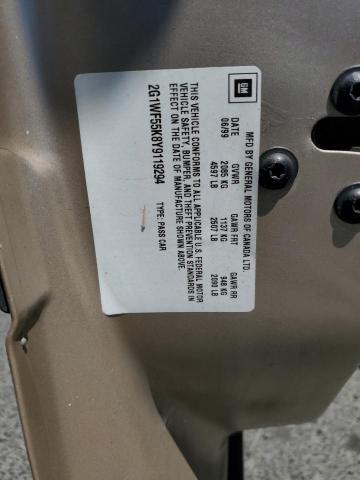 GM
MFD BY GENERAL MOTORS OF CANADA LTD.
DATE GVWR GAWR FRT GAWR RR
06/99 2085 KG 1137 KG 948 KG
4597 LB 2507 LB 2090 LB
THIS VEHICLE CONFORMS TO ALL APPLICABLE U.S. FEDERAL MOTOR
VEHICLE SAFETY, BUMPER, AND THEFT PREVENTION STANDARDS IN
EFFECT ON THE DATE OF MANUFACTURE SHOWN ABOVE.
2G1WF55K8Y9119294 TYPE: PASS CAR